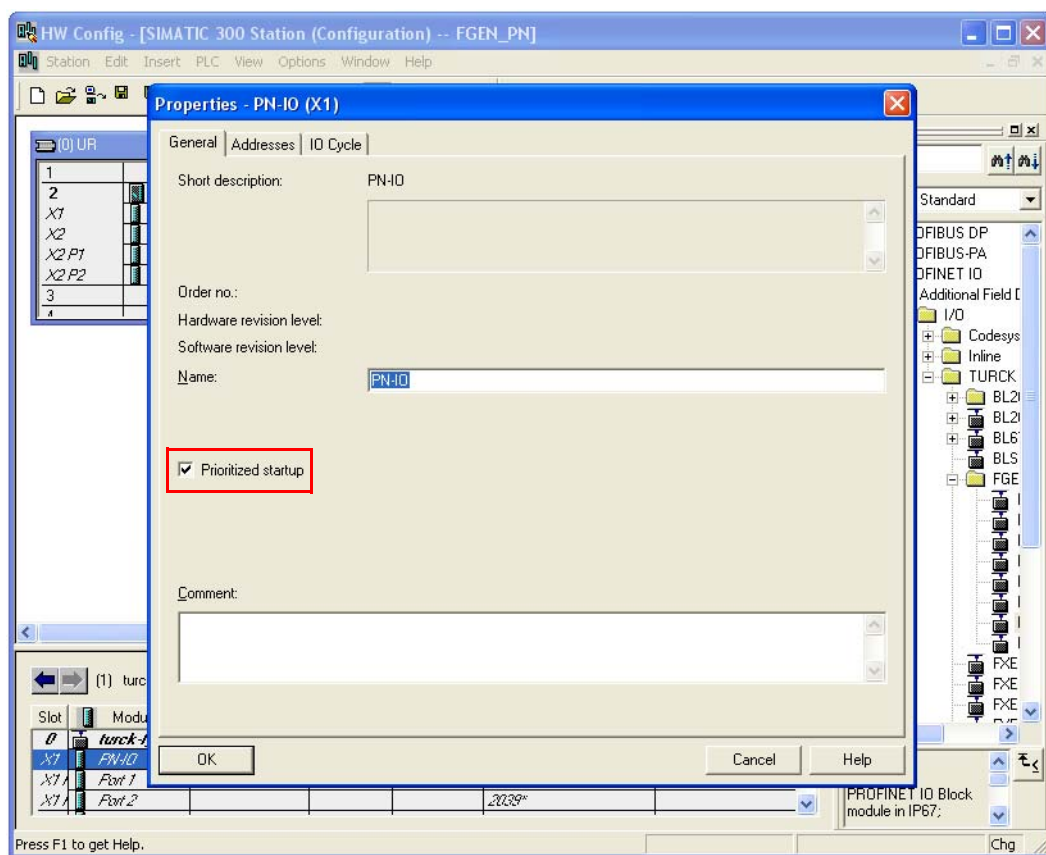 HW Config - [SIMATIC 300 Station (Configuration) -- FGEN_PN]
Station Edit Insert PLC View Options Window Help
Properties - PN-IO (X1)
General Addresses IO Cycle
Short description: PN-IO
Order no.:
Hardware revision level:
Software revision level:
Name: PN-IO
Prioritized startup
Comment:
OK Cancel Help
(0) UR
1
2
X1
X2
X2 P1
X2 P2
3
4
Standard
OFIBUS DP
OFIBUS-PA
OFINET IO
Additional Field D
I/O
Codesys
Inline
TURCK
BL20
BL20
BL67
BLS
FGE
FXE
FXE
FXE
(1) turc
Slot Modu
0 turck-f
X1 PN-IO
X1 Port 1
X1 Port 2 2039*
PROFINET IO Block
module in IP67;
Press F1 to get Help. Chg